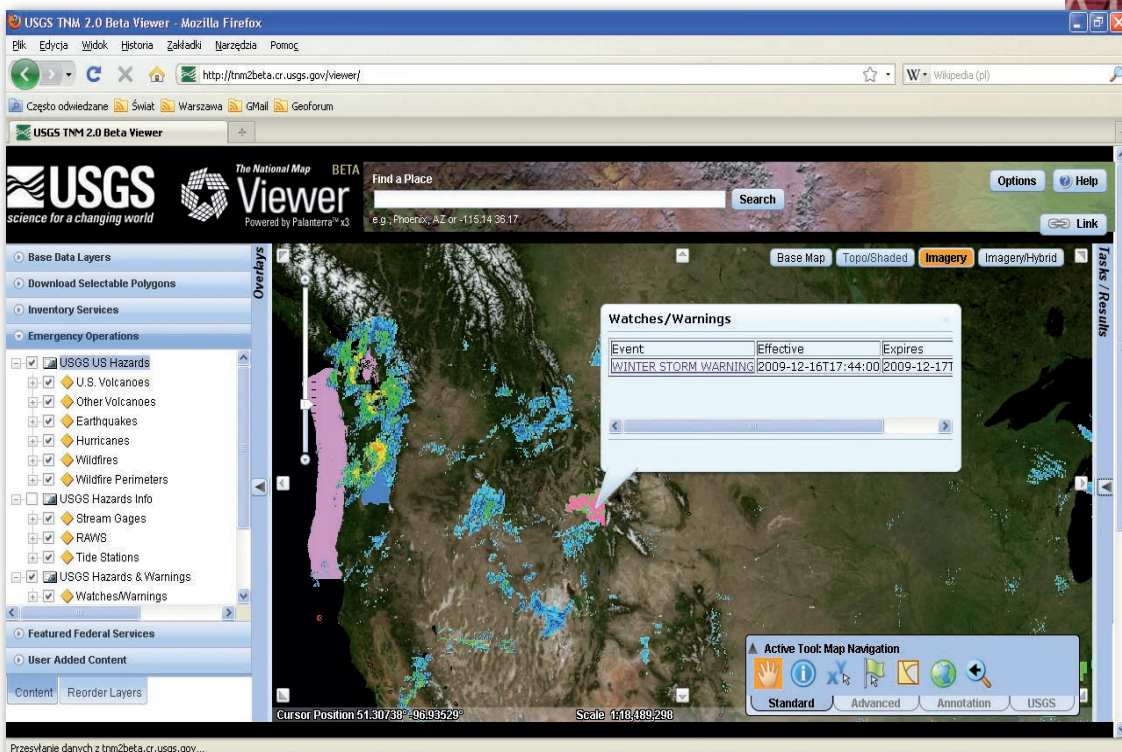 USGS TNM 2.0 Beta Viewer - Mozilla Firefox
Plik Edycja Widok Historia Zakładki Narzędzia Pomoc
http://tnm2beta.cr.usgs.gov/viewer/
W Wikipedia (pl)
Często odwiedzane Świat Warszawa GMail Geoforum
USGS TNM 2.0 Beta Viewer
USGS
science for a changing world
The National Map BETA
Viewer
Powered by Palanterra™ x3
Find a Place
Search
e.g., Phoenix, AZ or -115.14 36.17
Options Help
Link
Base Data Layers
Download Selectable Polygons
Inventory Services
Emergency Operations
USGS US Hazards
U.S. Volcanoes
Other Volcanoes
Earthquakes
Hurricanes
Wildfires
Wildfire Perimeters
USGS Hazards Info
Stream Gages
RAWS
Tide Stations
USGS Hazards & Warnings
Watches/Warnings
Featured Federal Services
User Added Content
Content Reorder Layers
Overlays
Base Map Topo/Shaded Imagery Imagery/Hybrid
Tasks / Results
Watches/Warnings
Event Effective Expires
WINTER STORM WARNING 2009-12-16T17:44:00 2009-12-17T
Active Tool: Map Navigation
Standard Advanced Annotation USGS
Cursor Position 51.30738° -96.93529° Scale 1:18,489,298
Przesyłanie danych z tnm2beta.cr.usgs.gov...